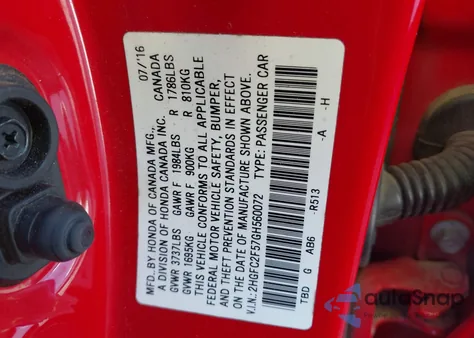 MFD. BY HONDA OF CANADA MFG., 07/'16
A DIVISION OF HONDA CANADA INC. CANADA
GVWR 3737LBS GAWR F 1984LBS R 1786LBS
GVWR 1695KG GAWR F 900KG R 810KG
THIS VEHICLE CONFORMS TO ALL APPLICABLE
FEDERAL MOTOR VEHICLE SAFETY, BUMPER,
AND THEFT PREVENTION STANDARDS IN EFFECT
ON THE DATE OF MANUFACTURE SHOWN ABOVE.
V.I.N.: 2HGFC2F57GH560072 TYPE: PASSENGER CAR
TBD G AB6 -R513 -A -H
autoSnap